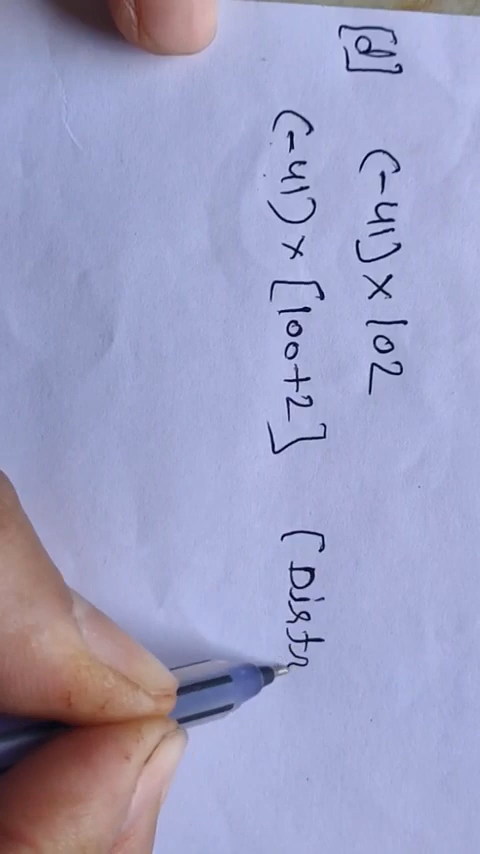 [d] (-41) × 102
(-41) × [100+2] (Distr